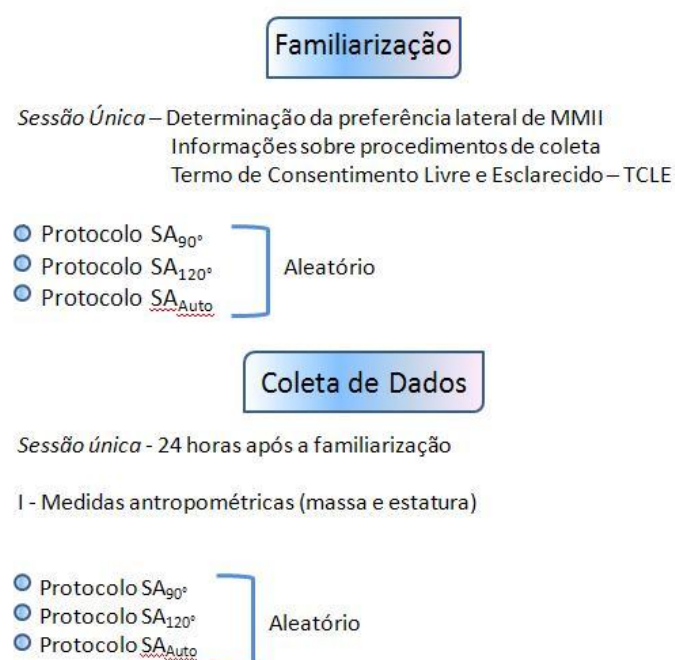 Familiarização
Sessão Única – Determinação da preferência lateral de MMII
Informações sobre procedimentos de coleta
Termo de Consentimento Livre e Esclarecido – TCLE
Protocolo SA90°
Protocolo SA120°
Protocolo SAAuto
Aleatório
Coleta de Dados
Sessão única - 24 horas após a familiarização
I - Medidas antropométricas (massa e estatura)
Protocolo SA90°
Protocolo SA120°
Protocolo SAAuto
Aleatório